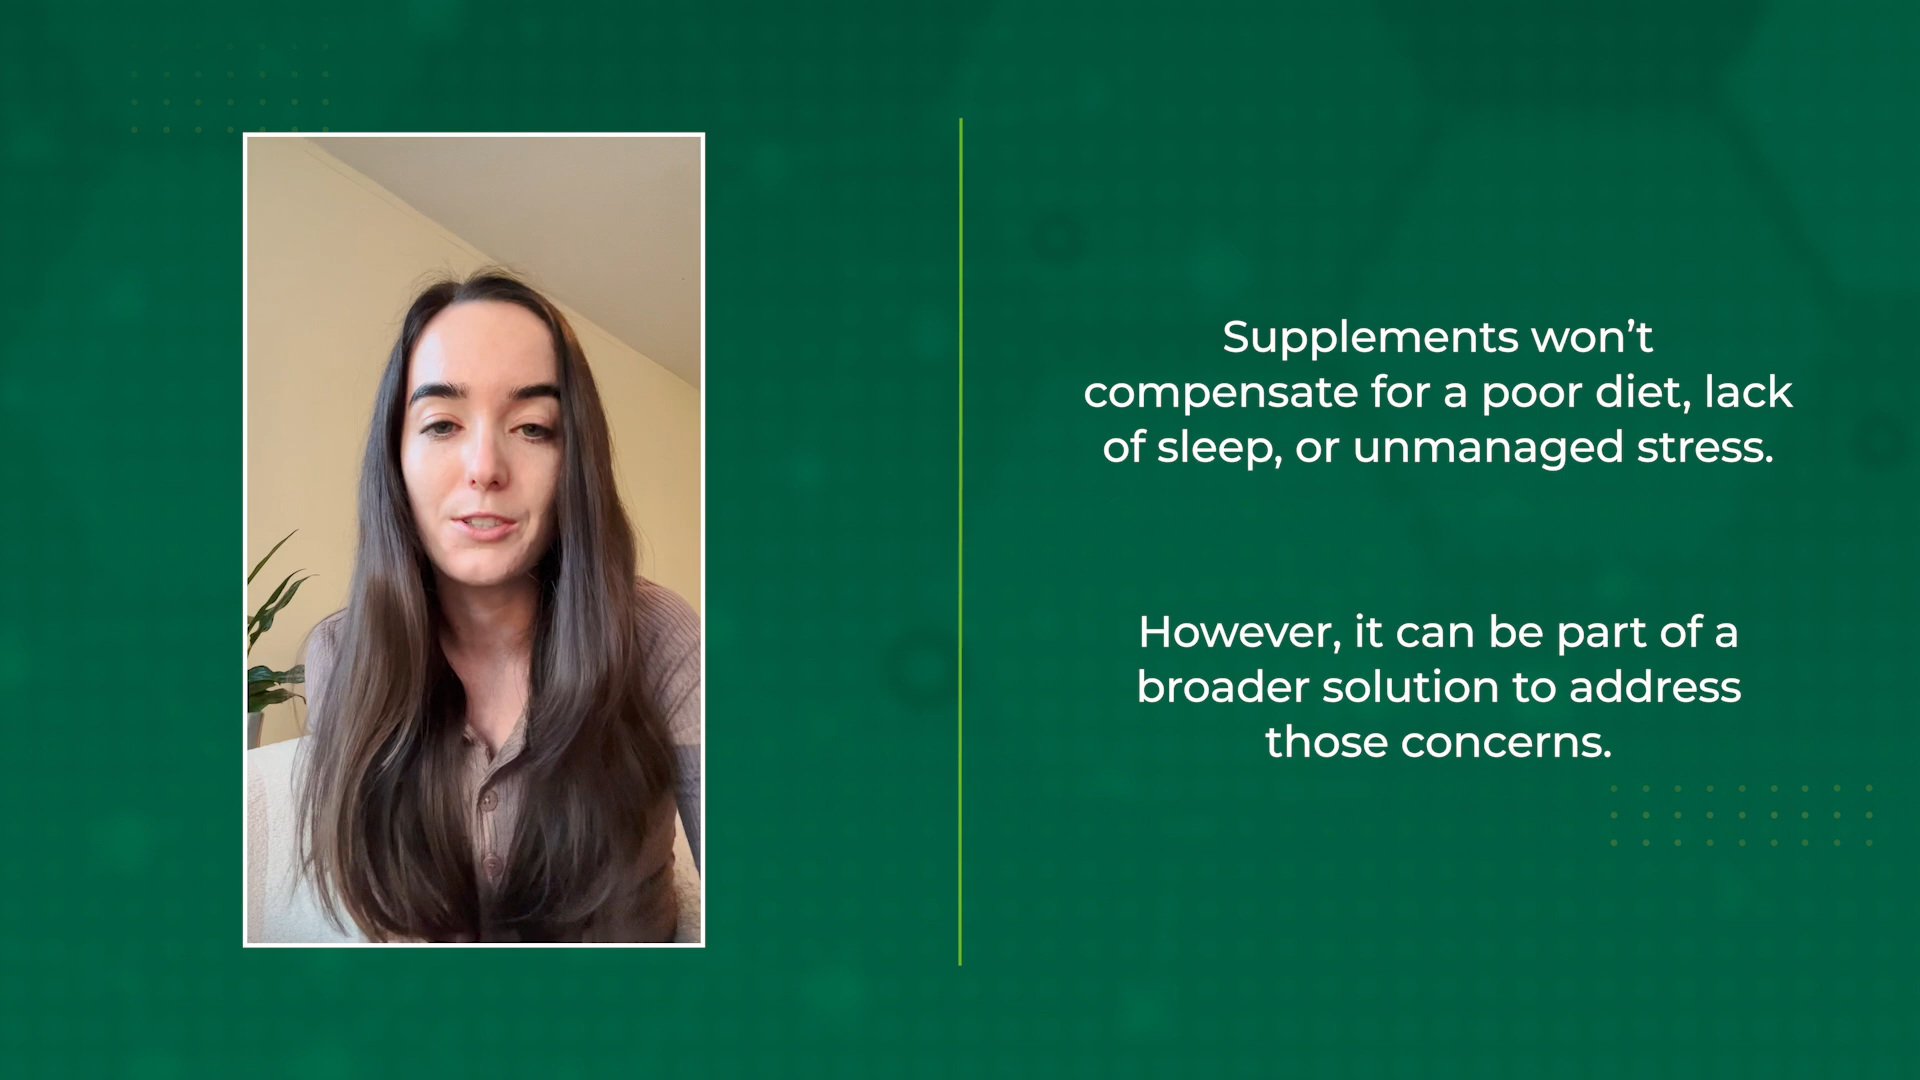 Supplements won’t
compensate for a poor diet, lack
of sleep, or unmanaged stress.
However, it can be part of a
broader solution to address
those concerns.